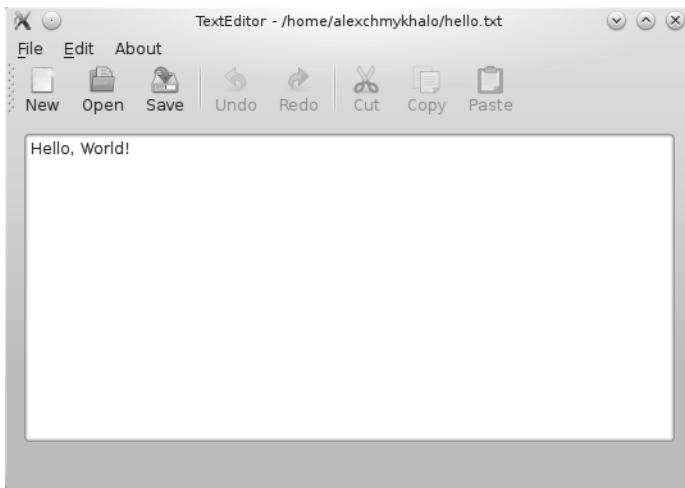 TextEditor - /home/alexchmykhalo/hello.txt
File Edit About
New Open Save Undo Redo Cut Copy Paste
Hello, World!